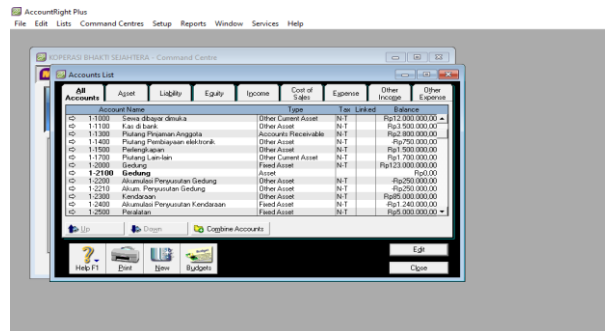 AccountRight Plus
File Edit Lists Command Centres Setup Reports Window Services Help
KOPERASI BHAKTI SEJAHTERA - Command Centre
Accounts List
All Accounts Asset Liability Equity Income Cost of Sales Expense Other Income Other Expense
Account Name Type Tax Linked Balance
1-1000 Sewa dibayar dimuka Other Current Asset N-T Rp12.000.000,00
1-1100 Kas di bank Other Asset N-T Rp3.500.000,00
1-1300 Piutang Pinjaman Anggota Accounts Receivable N-T Rp2.800.000,00
1-1400 Piutang Pembiayaan elektronik Other Asset N-T -Rp750.000,00
1-1500 Perlengkapan Other Asset N-T Rp1.500.000,00
1-1700 Piutang Lain-lain Other Current Asset N-T Rp1.700.000,00
1-2000 Gedung Fixed Asset N-T Rp123.000.000,00
1-2100 Gedung Asset Rp0,00
1-2200 Akumulasi Penyusutan Gedung Other Asset N-T -Rp250.000,00
1-2210 Akum. Penyusutan Gedung Other Asset N-T -Rp250.000,00
1-2300 Kendaraan Other Asset N-T Rp85.000.000,00
1-2400 Akumulasi Penyusutan Kendaraan Fixed Asset N-T -Rp1.240.000,00
1-2500 Peralatan Fixed Asset N-T Rp5.000.000,00
Up Down Combine Accounts
Help F1 Print New Budgets
Edit
Close